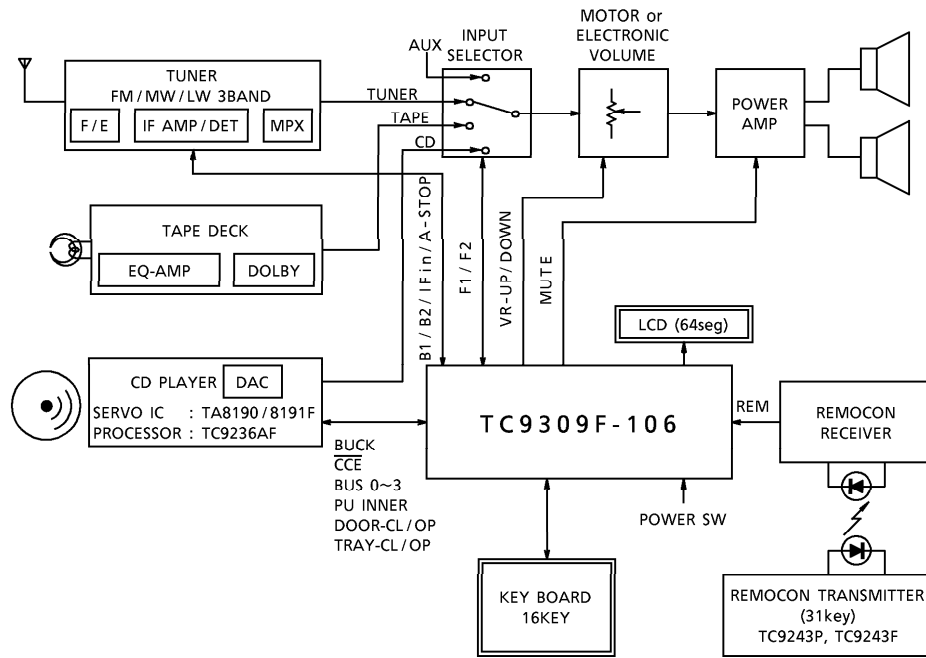 MOTOR or
ELECTRONIC
VOLUME
INPUT
SELECTOR
AUX
TUNER
FM / MW / LW 3BAND
F / E
IF AMP / DET
MPX
TUNER
TAPE
CD
POWER
AMP
TAPE DECK
EQ-AMP
DOLBY
B1 / B2 / IFin / A - STOP
F1 / F2
VR-UP / DOWN
MUTE
LCD (64seg)
CD PLAYER
DAC
SERVO IC : TA8190 / 8191F
PROCESSOR : TC9236AF
TC9309F-106
REM
REMOCON
RECEIVER
BUCK
CCE
BUS 0~3
PU INNER
DOOR-CL / OP
TRAY-CL / OP
POWER SW
KEY BOARD
16KEY
REMOCON TRANSMITTER
(31key)
TC9243P, TC9243F